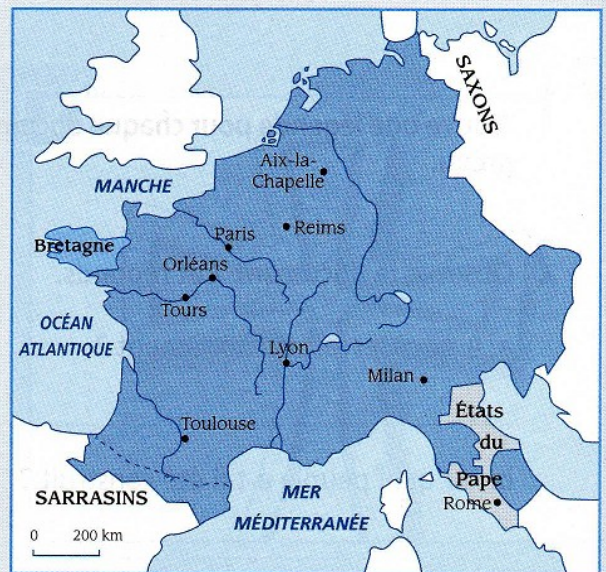 SAXONS
Aix-la-
Chapelle
MANCHE
Reims
Paris
Bretagne
Orléans
Tours
OCÉAN
ATLANTIQUE
Lyon
Milan
États
du
Pape
Rome
Toulouse
SARRASINS
MER
MÉDITERRANÉE
0 200 km